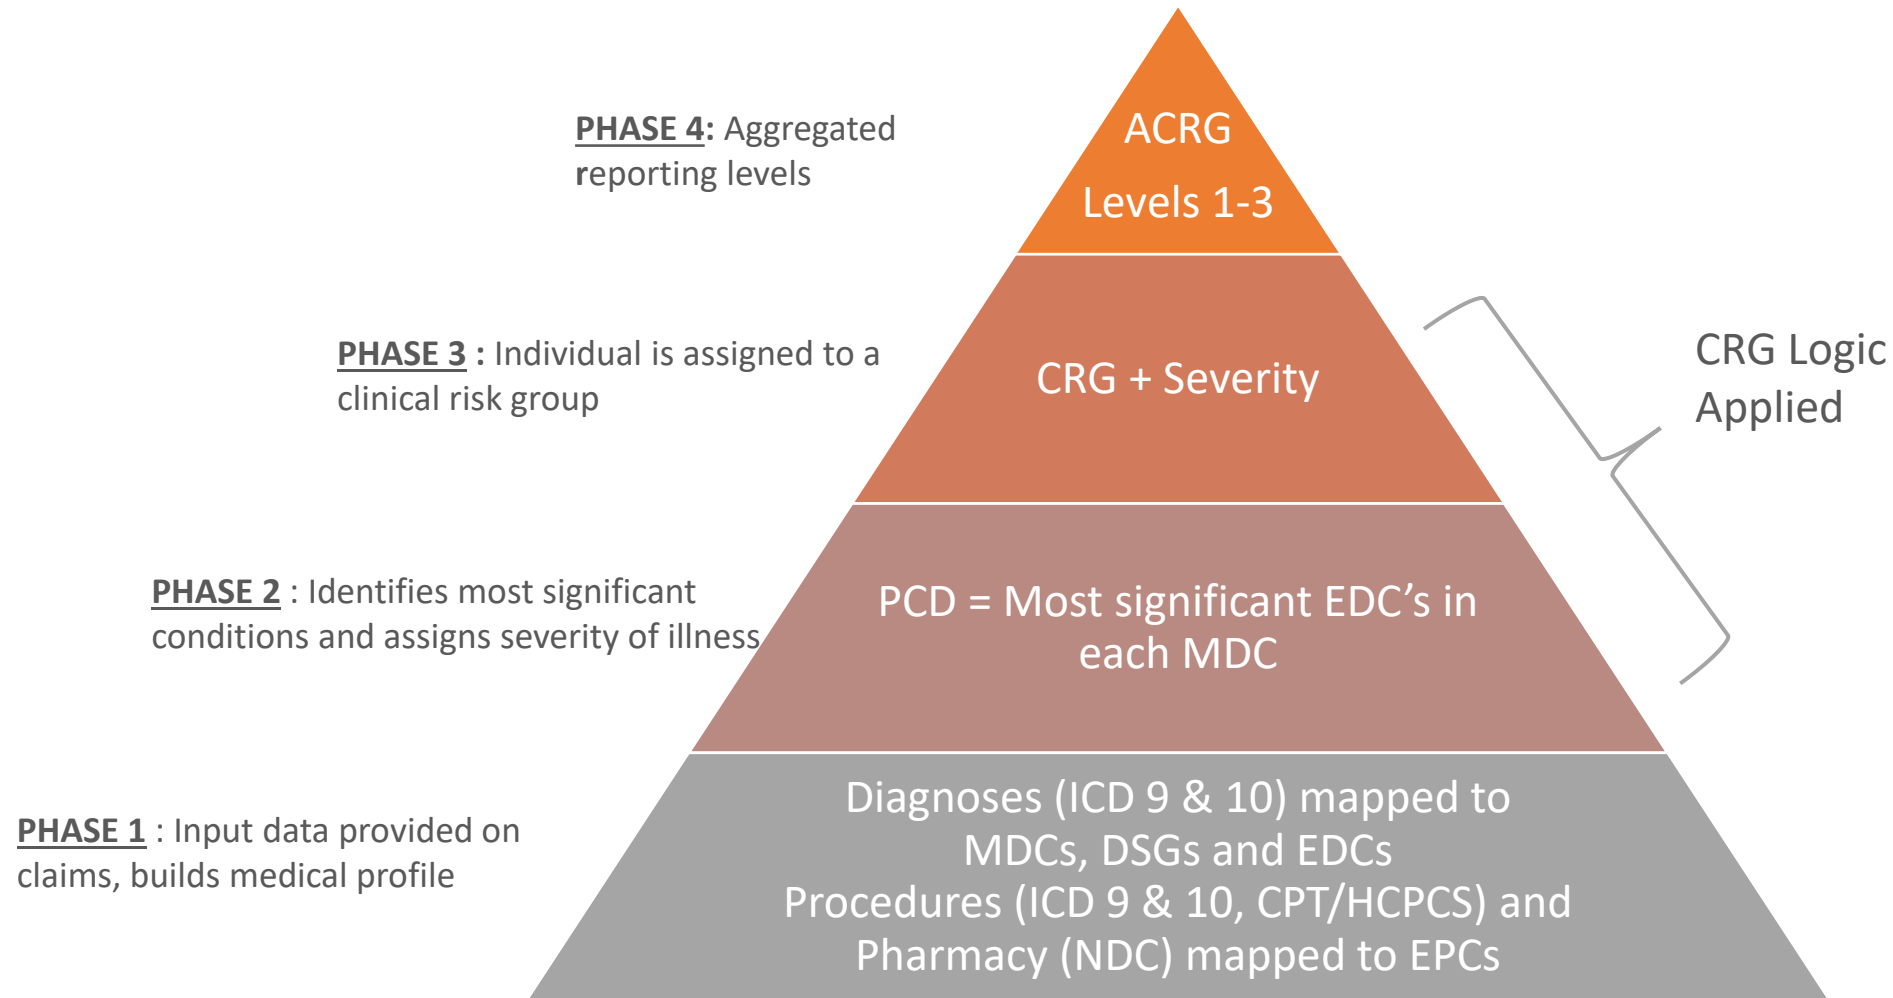 PHASE 4: Aggregated
reporting levels
ACRG
Levels 1-3
PHASE 3 : Individual is assigned to a
clinical risk group
CRG + Severity
CRG Logic
Applied
PHASE 2 : Identifies most significant
conditions and assigns severity of illness
PCD = Most significant EDC’s in
each MDC
PHASE 1 : Input data provided on
claims, builds medical profile
Diagnoses (ICD 9 & 10) mapped to
MDCs, DSGs and EDCs
Procedures (ICD 9 & 10, CPT/HCPCS) and
Pharmacy (NDC) mapped to EPCs